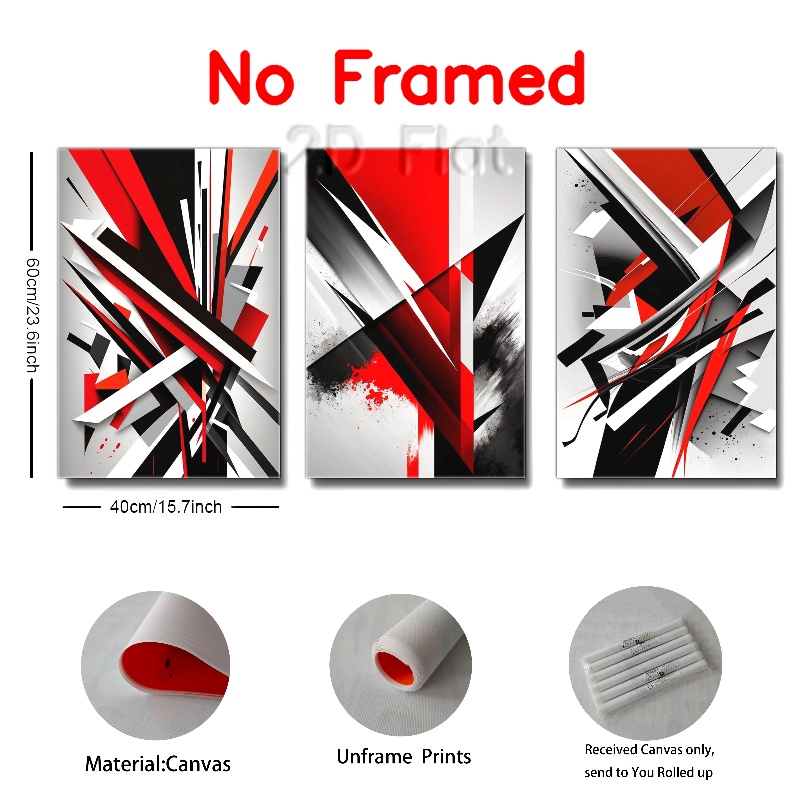 No Framed
2D Flat
60cm/23.6inch
40cm/15.7inch
Material:Canvas
Unframe Prints
Received Canvas only,
send to You Rolled up